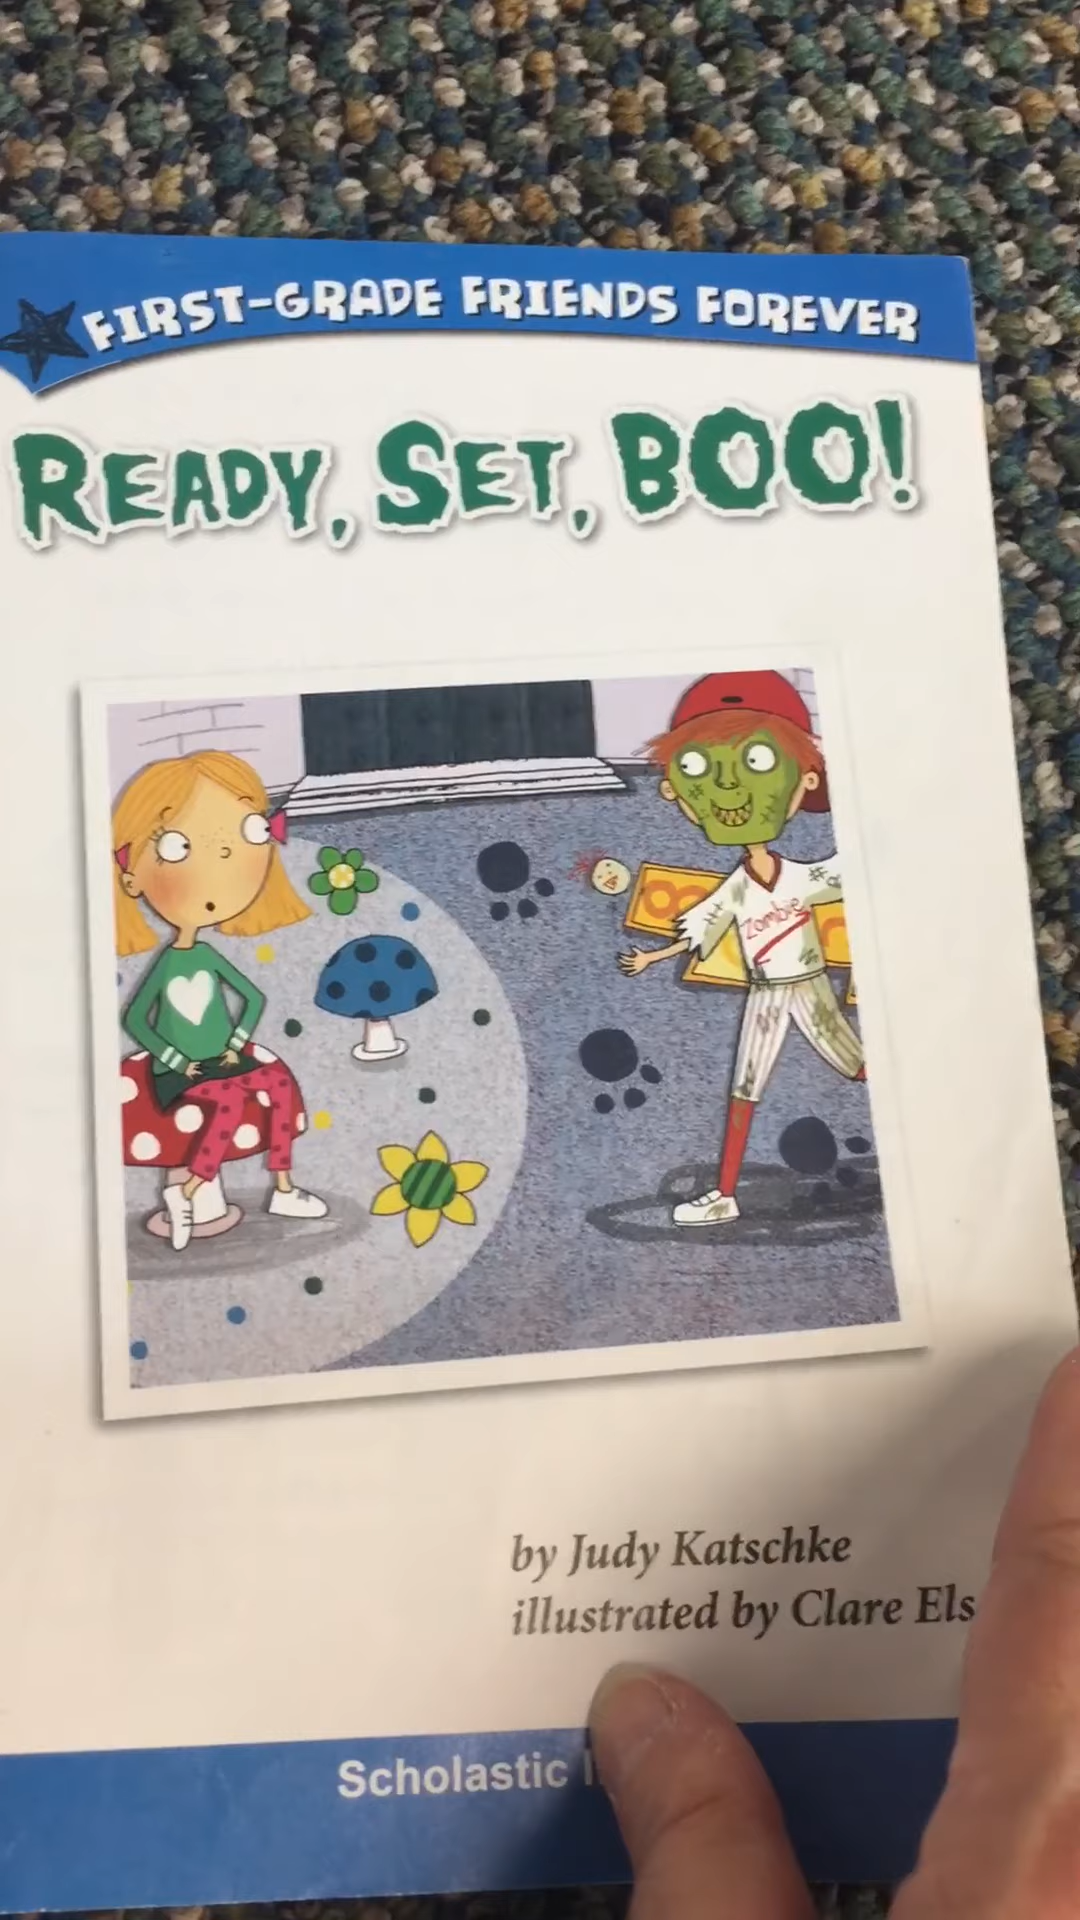 FIRST-GRADE FRIENDS FOREVER
READY, SET, BOO!
Zombie
by Judy Katschke
illustrated by Clare Els
Scholastic